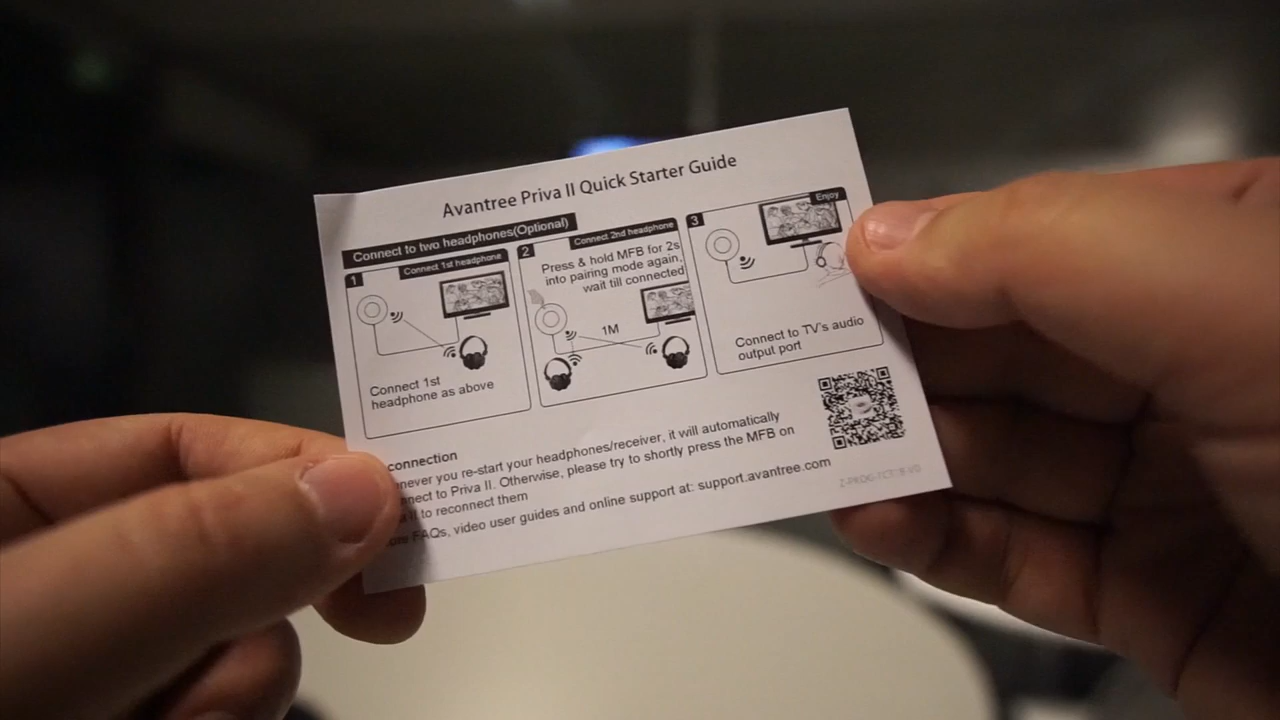 Avantree Priva II Quick Starter Guide
Connect to two headphones(Optional)
1
Connect 1st headphone
Connect 1st
headphone as above
2
Connect 2nd headphone
Press & hold MFB for 2s
into pairing mode again,
wait till connected
1M
3
Enjoy
Connect to TV's audio
output port
connection
never you re-start your headphones/receiver, it will automatically
nnect to Priva II. Otherwise, please try to shortly press the MFB on
II to reconnect them
FAQs, video user guides and online support at: support.avantree.com